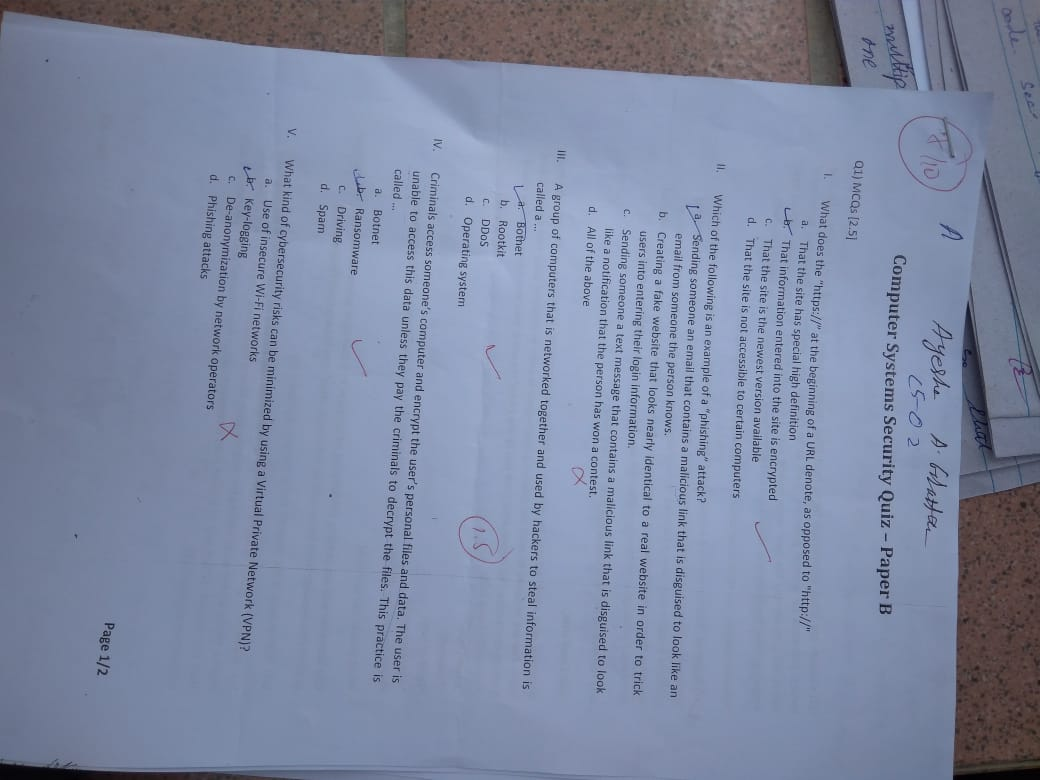 A
Ayesha A.
CS-02
7/10
Computer Systems Security Quiz – Paper B
Q1) MCQs [2.5]
I. What does the "https://" at the beginning of a URL denote, as opposed to "http://"
a. That the site has special high definition
b. That information entered into the site is encrypted
c. That the site is the newest version available
d. That the site is not accessible to certain computers
II. Which of the following is an example of a "phishing" attack?
a. Sending someone an email that contains a malicious link that is disguised to look like an
email from someone the person knows.
b. Creating a fake website that looks nearly identical to a real website in order to trick
users into entering their login information.
c. Sending someone a text message that contains a malicious link that is disguised to look
like a notification that the person has won a contest.
d. All of the above
III. A group of computers that is networked together and used by hackers to steal information is
called a ...
a. Botnet
b. Rootkit
c. DDoS
d. Operating system
1.5
IV. Criminals access someone's computer and encrypt the user's personal files and data. The user is
unable to access this data unless they pay the criminals to decrypt the files. This practice is
called ...
a. Botnet
b. Ransomware
c. Driving
d. Spam
V. What kind of cybersecurity risks can be minimized by using a Virtual Private Network (VPN)?
a. Use of insecure Wi-Fi networks
b. Key-logging
c. De-anonymization by network operators
d. Phishing attacks
Page 1/2
multip
one
code